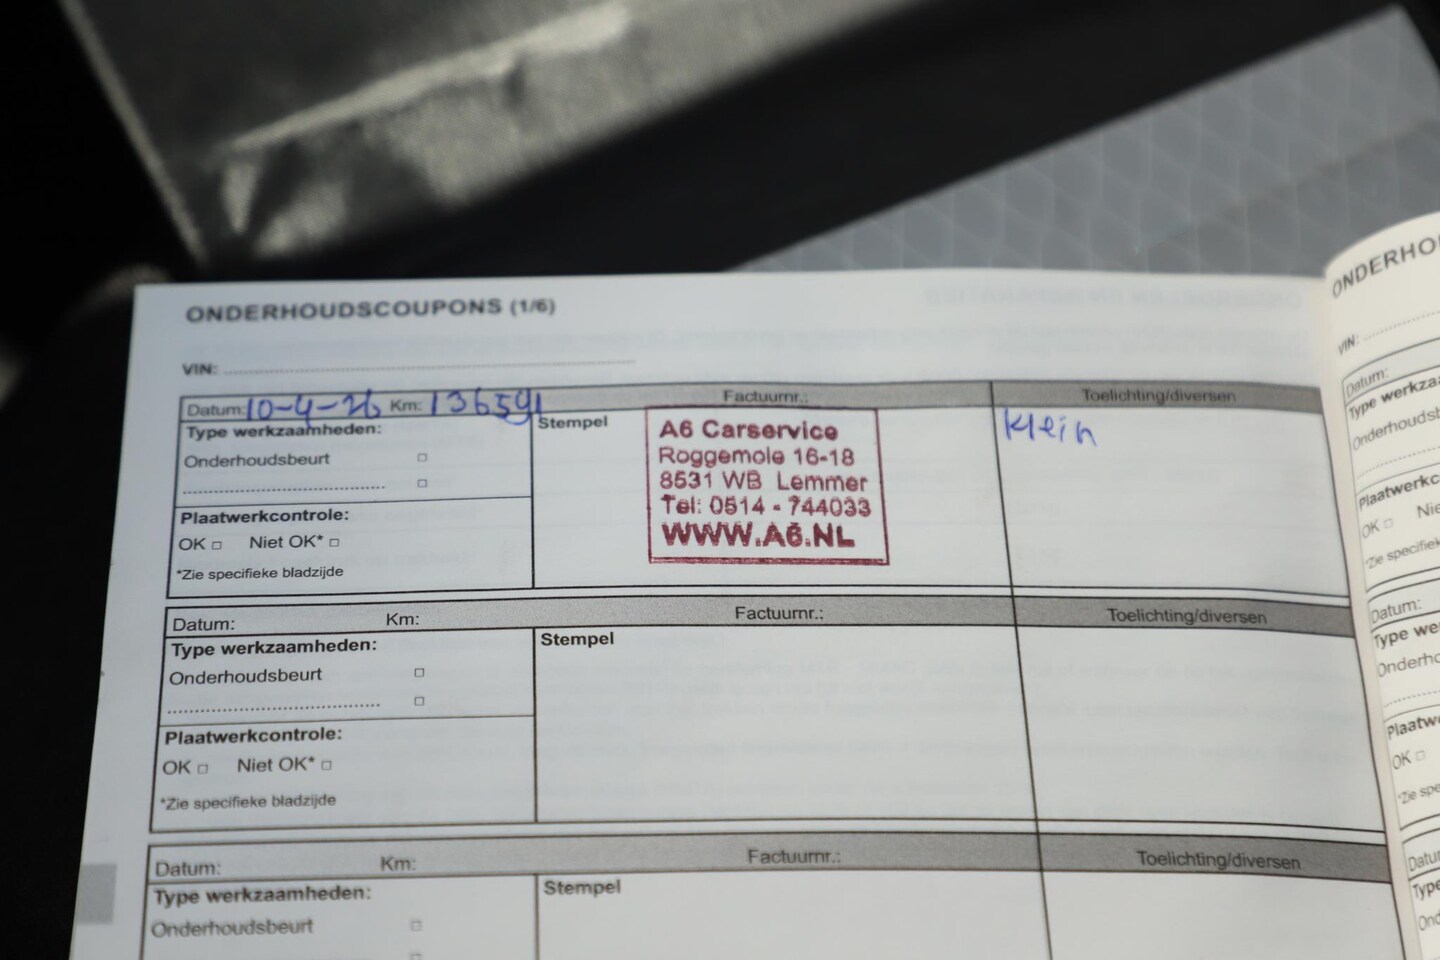 ONDERHOUDSCOUPONS (1/6)
VIN:
Datum: 10-4-26 Km: 136591 Factuurnr.: Toelichting/diversen
Type werkzaamheden:
Stempel
Klein
Onderhoudsbeurt
Plaatwerkcontrole:
OK Niet OK*
*Zie specifieke bladzijde
A6 Carservice
Roggemole 16-18
8531 WB Lemmer
Tel: 0514 - 744033
WWW.A6.NL
Datum: Km: Factuurnr.: Toelichting/diversen
Type werkzaamheden:
Stempel
Onderhoudsbeurt
Plaatwerkcontrole:
OK Niet OK*
*Zie specifieke bladzijde
Datum: Km: Factuurnr.: Toelichting/diversen
Type werkzaamheden:
Stempel
Onderhoudsbeurt
VIN:
Datum:
OK
Datum:
OK